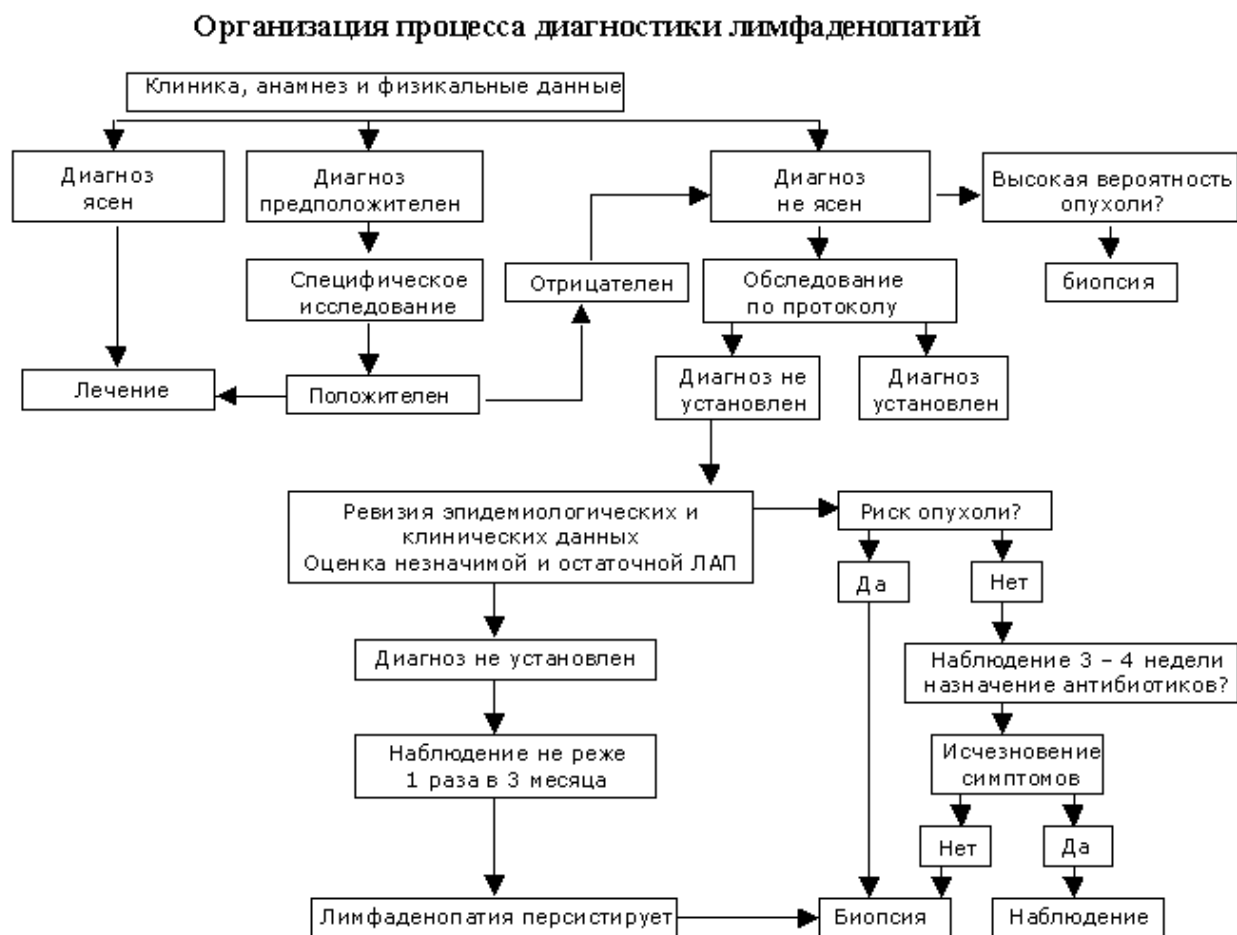 Организация процесса диагностики лимфаденопатий
Клиника, анамнез и физикальные данные
Диагноз
ясен
Диагноз
предположителен
Диагноз
не ясен
Высокая вероятность
опухоли?
Специфическое
исследование
Отрицателен
Обследование
по протоколу
биопсия
Лечение
Положителен
Диагноз не
установлен
Диагноз
установлен
Ревизия эпидемиологических и
клинических данных
Оценка незначимой и остаточной ЛАП
Риск опухоли?
Да
Нет
Диагноз не установлен
Наблюдение 3 – 4 недели
назначение антибиотиков?
Наблюдение не реже
1 раза в 3 месяца
Исчезновение
симптомов
Нет
Да
Лимфаденопатия персистирует
Биопсия
Наблюдение